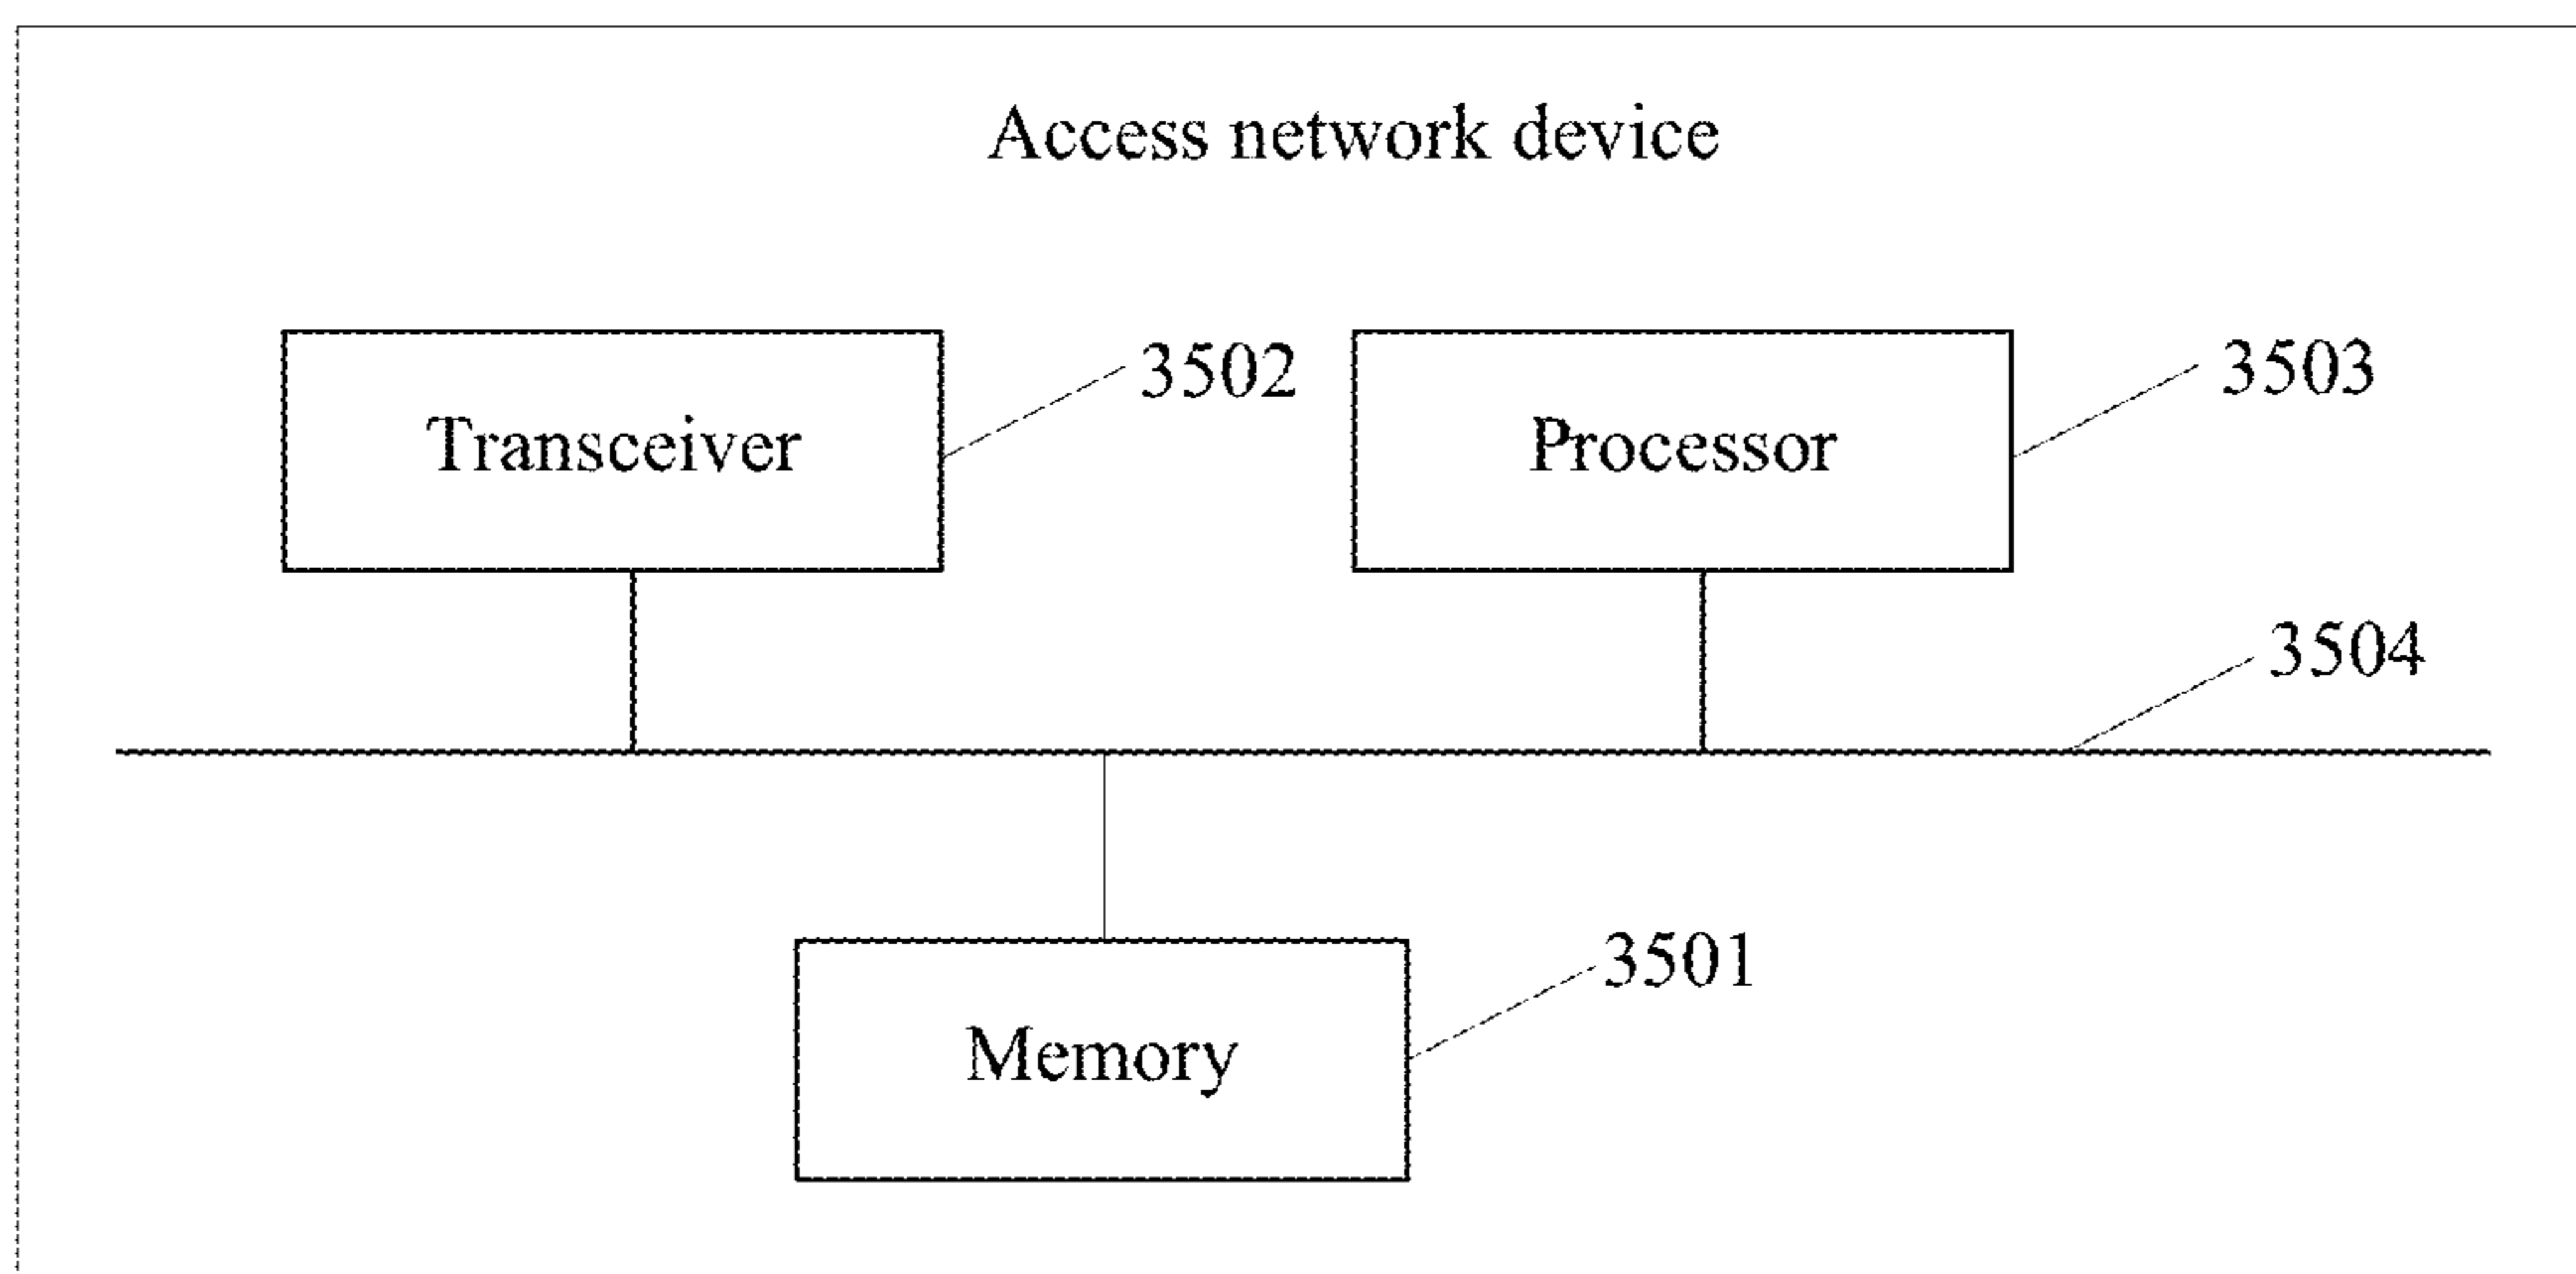 Access network device
3502
3503
Transceiver
Processor
3504
3501
Memory